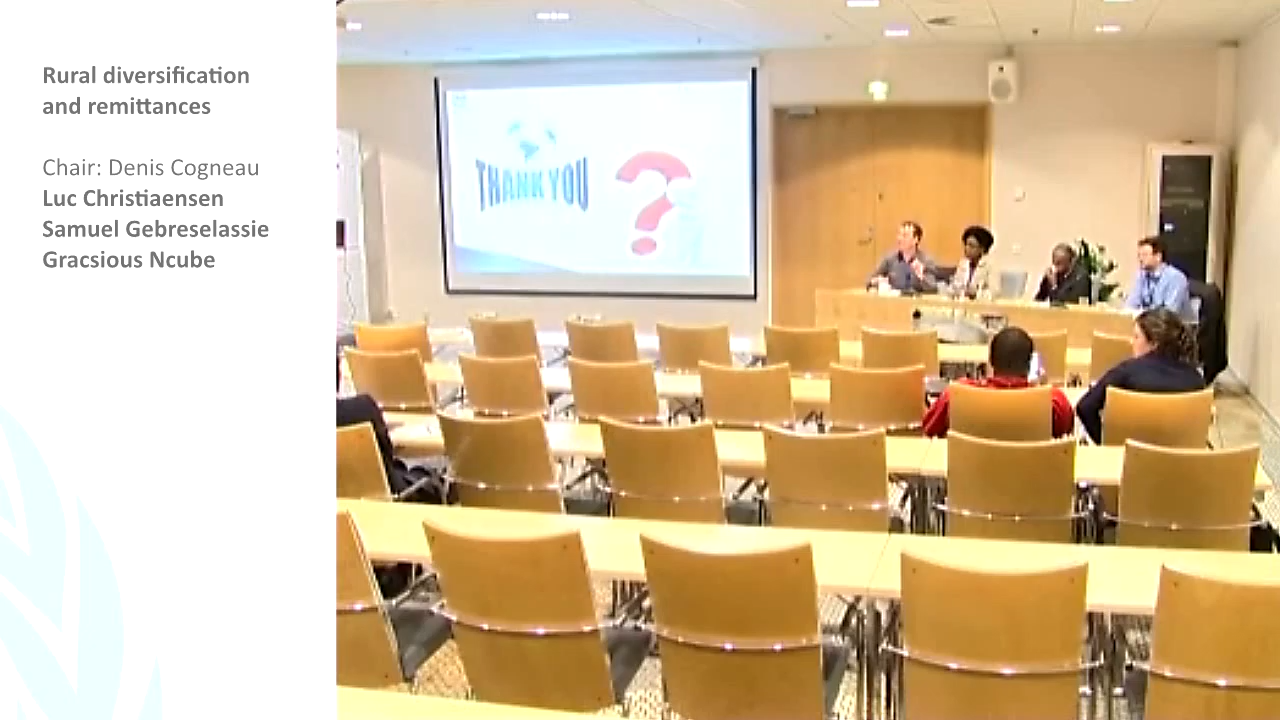 Rural diversification
and remittances
Chair: Denis Cogneau
Luc Christiaensen
Samuel Gebreselassie
Gracsious Ncube
THANK YOU
?